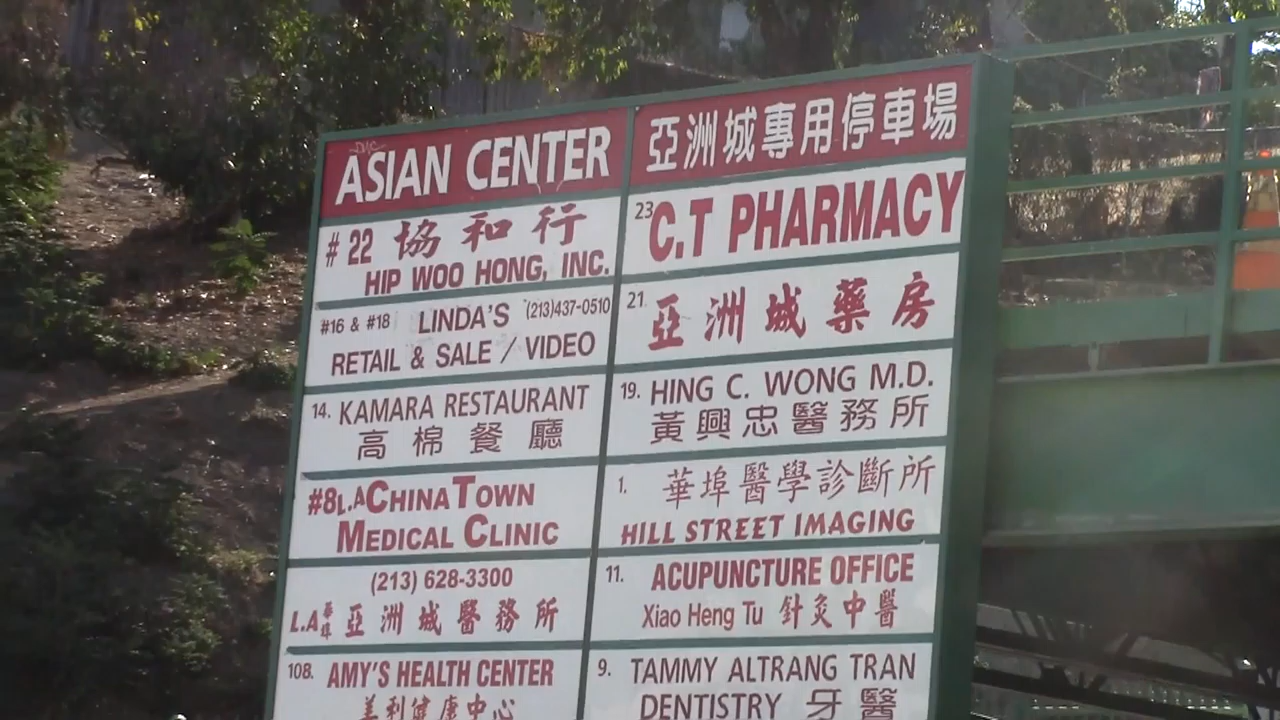 ASIAN CENTER
# 22 協和行
HIP WOO HONG, INC.
#16 & #18 LINDA'S (213)437-0510
RETAIL & SALE / VIDEO
14. KAMARA RESTAURANT
高棉餐廳
#8 L.A CHINATOWN
MEDICAL CLINIC
(213) 628-3300
L.A 華埠 亞洲城醫務所
108. AMY'S HEALTH CENTER
美利健康中心
亞洲城專用停車場
23 C.T PHARMACY
21. 亞洲城藥房
19. HING C. WONG M.D.
黃興忠醫務所
1. 華埠醫學診斷所
HILL STREET IMAGING
11. ACUPUNCTURE OFFICE
Xiao Heng Tu 針灸中醫
9. TAMMY ALTRANG TRAN
DENTISTRY 牙醫